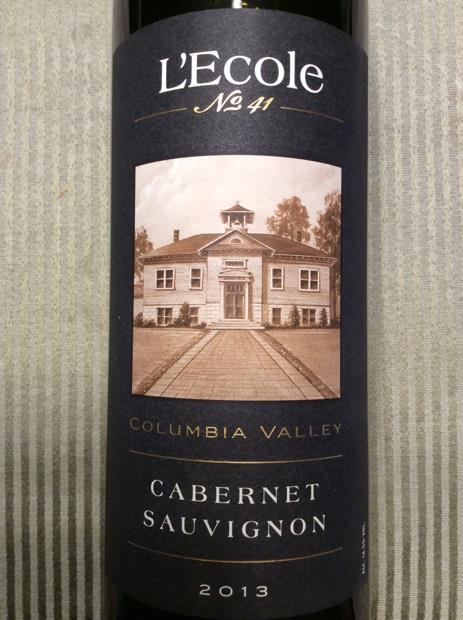 L'Ecole
No 41
Columbia Valley
CABERNET
SAUVIGNON
2013